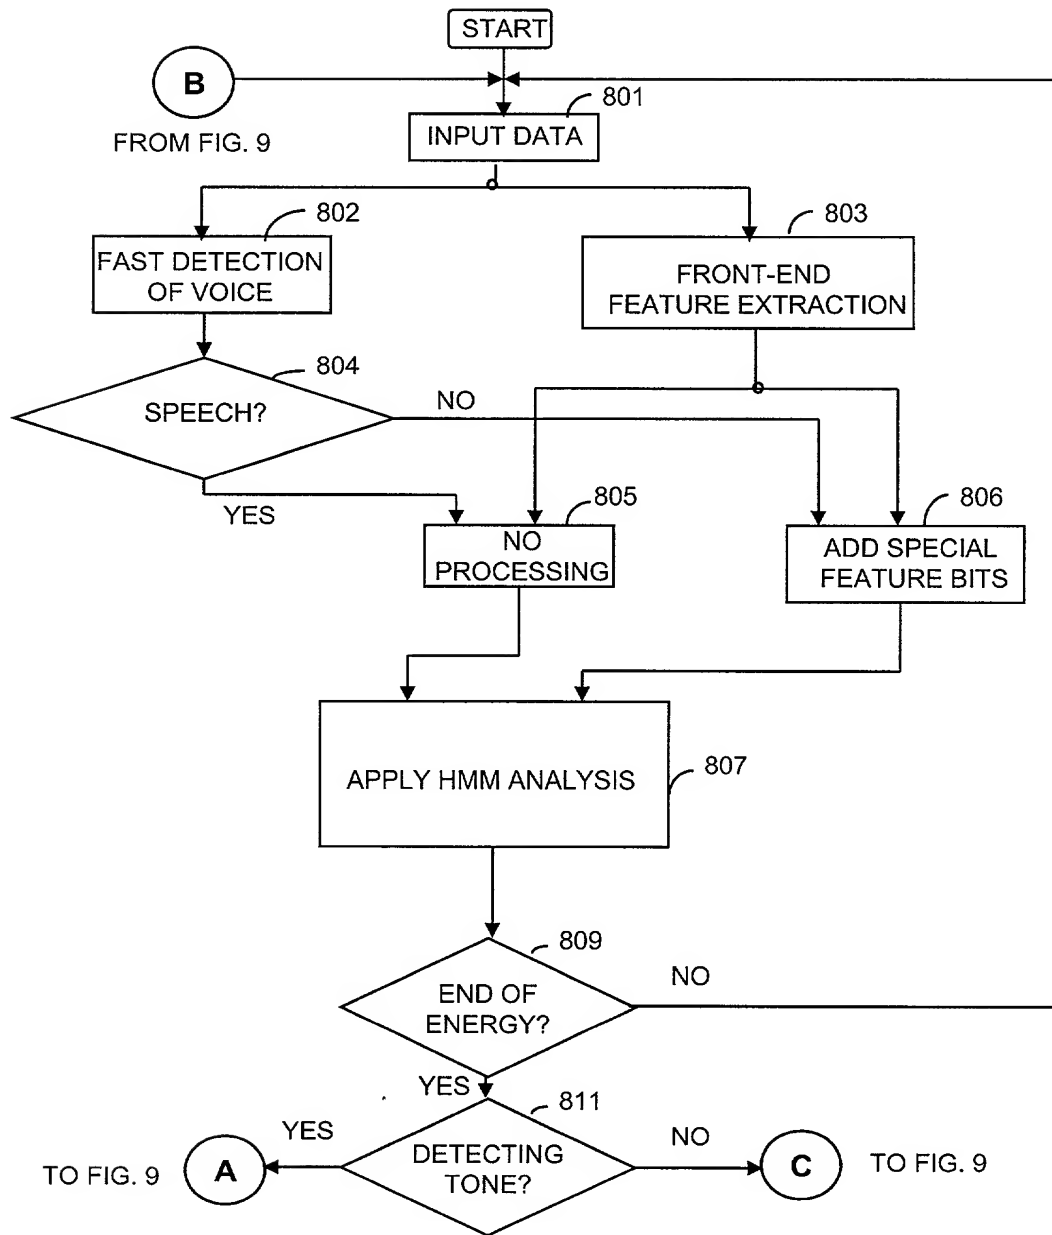 START
B
FROM FIG. 9
801
INPUT DATA
802
FAST DETECTION
OF VOICE
803
FRONT-END
FEATURE EXTRACTION
804
SPEECH?
NO
YES
805
NO
PROCESSING
806
ADD SPECIAL
FEATURE BITS
APPLY HMM ANALYSIS
807
809
END OF
ENERGY?
NO
YES
811
DETECTING
TONE?
YES
A
TO FIG. 9
NO
C
TO FIG. 9